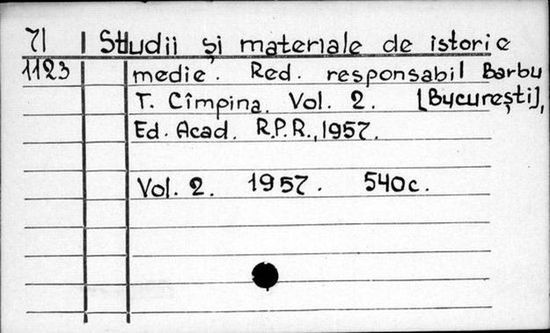 71 Studii și materiale de istorie
1123 medie. Red. responsabil Barbu
T. Cîmpina. Vol. 2. [București],
Ed. Acad. R.P.R., 1957.
Vol. 2. 1957. 540 c.